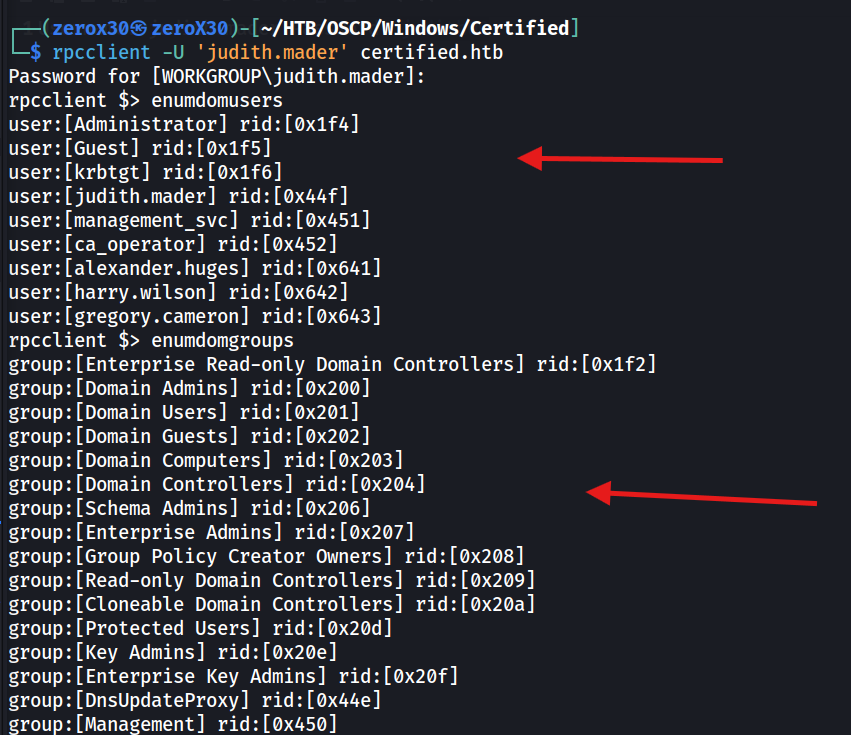 (zerox30㉿zeroX30)-[~/HTB/OSCP/Windows/Certified]
$ rpcclient -U 'judith.mader' certified.htb
Password for [WORKGROUP\judith.mader]:
rpcclient $> enumdomusers
user:[Administrator] rid:[0x1f4]
user:[Guest] rid:[0x1f5]
user:[krbtgt] rid:[0x1f6]
user:[judith.mader] rid:[0x44f]
user:[management_svc] rid:[0x451]
user:[ca_operator] rid:[0x452]
user:[alexander.huges] rid:[0x641]
user:[harry.wilson] rid:[0x642]
user:[gregory.cameron] rid:[0x643]
rpcclient $> enumdomgroups
group:[Enterprise Read-only Domain Controllers] rid:[0x1f2]
group:[Domain Admins] rid:[0x200]
group:[Domain Users] rid:[0x201]
group:[Domain Guests] rid:[0x202]
group:[Domain Computers] rid:[0x203]
group:[Domain Controllers] rid:[0x204]
group:[Schema Admins] rid:[0x206]
group:[Enterprise Admins] rid:[0x207]
group:[Group Policy Creator Owners] rid:[0x208]
group:[Read-only Domain Controllers] rid:[0x209]
group:[Cloneable Domain Controllers] rid:[0x20a]
group:[Protected Users] rid:[0x20d]
group:[Key Admins] rid:[0x20e]
group:[Enterprise Key Admins] rid:[0x20f]
group:[DnsUpdateProxy] rid:[0x44e]
group:[Management] rid:[0x450]